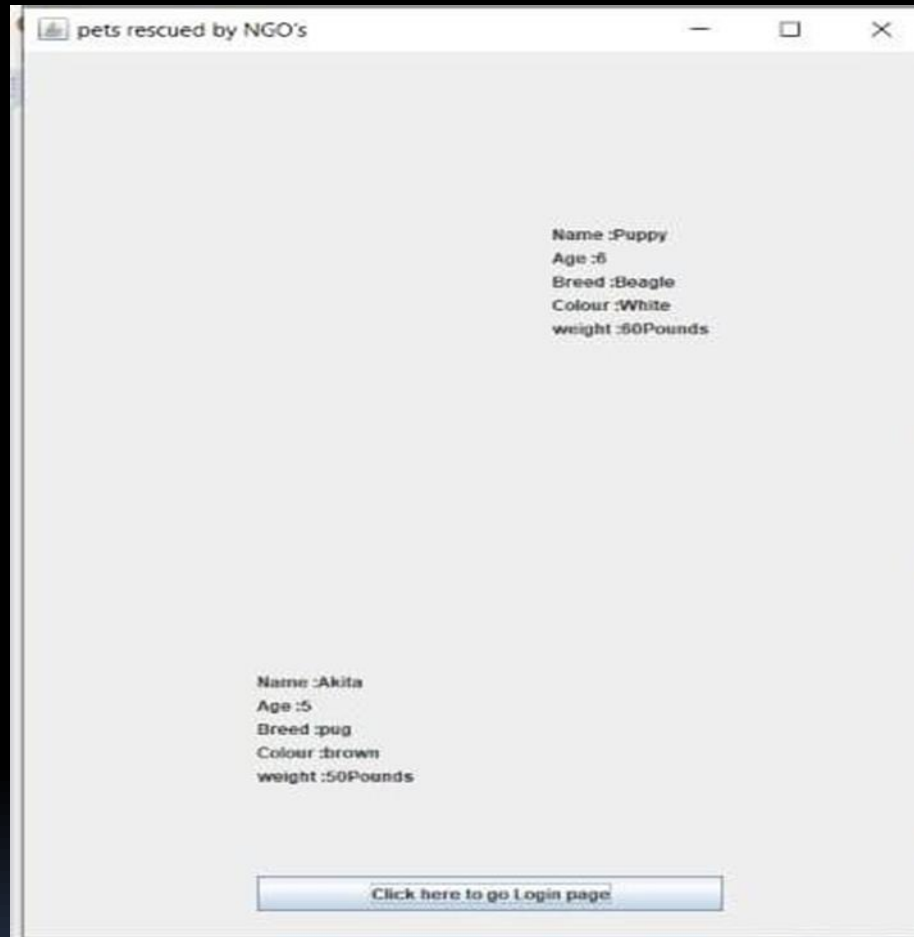 pets rescued by NGO's
Name :Puppy
Age :6
Breed :Beagle
Colour :White
weight :60Pounds
Name :Akita
Age :5
Breed :pug
Colour :brown
weight :50Pounds
Click here to go Login page